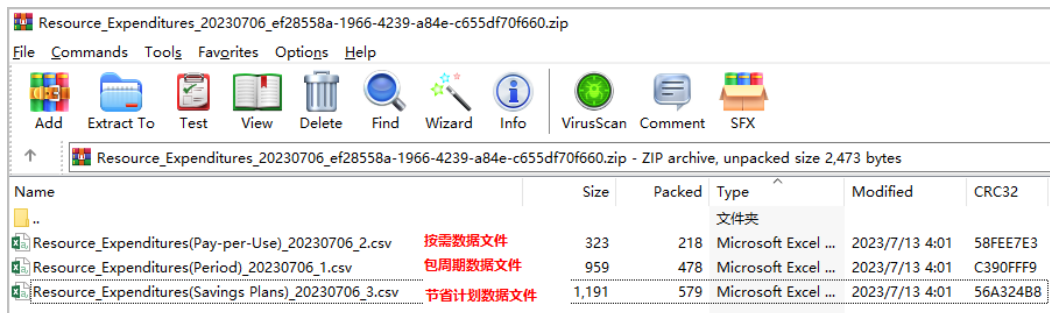 Resource_Expenditures_20230706_ef28558a-1966-4239-a84e-c655df70f660.zip
File Commands Tools Favorites Options Help
Add Extract To Test View Delete Find Wizard Info VirusScan Comment SFX
Resource_Expenditures_20230706_ef28558a-1966-4239-a84e-c655df70f660.zip - ZIP archive, unpacked size 2,473 bytes
Name Size Packed Type Modified CRC32
.. 文件夹
Resource_Expenditures(Pay-per-Use)_20230706_2.csv 按需数据文件 323 218 Microsoft Excel ... 2023/7/13 4:01 58FEE7E3
Resource_Expenditures(Period)_20230706_1.csv 包周期数据文件 959 478 Microsoft Excel ... 2023/7/13 4:01 C390FFF9
Resource_Expenditures(Savings Plans)_20230706_3.csv 节省计划数据文件 1,191 579 Microsoft Excel ... 2023/7/13 4:01 56A324B8